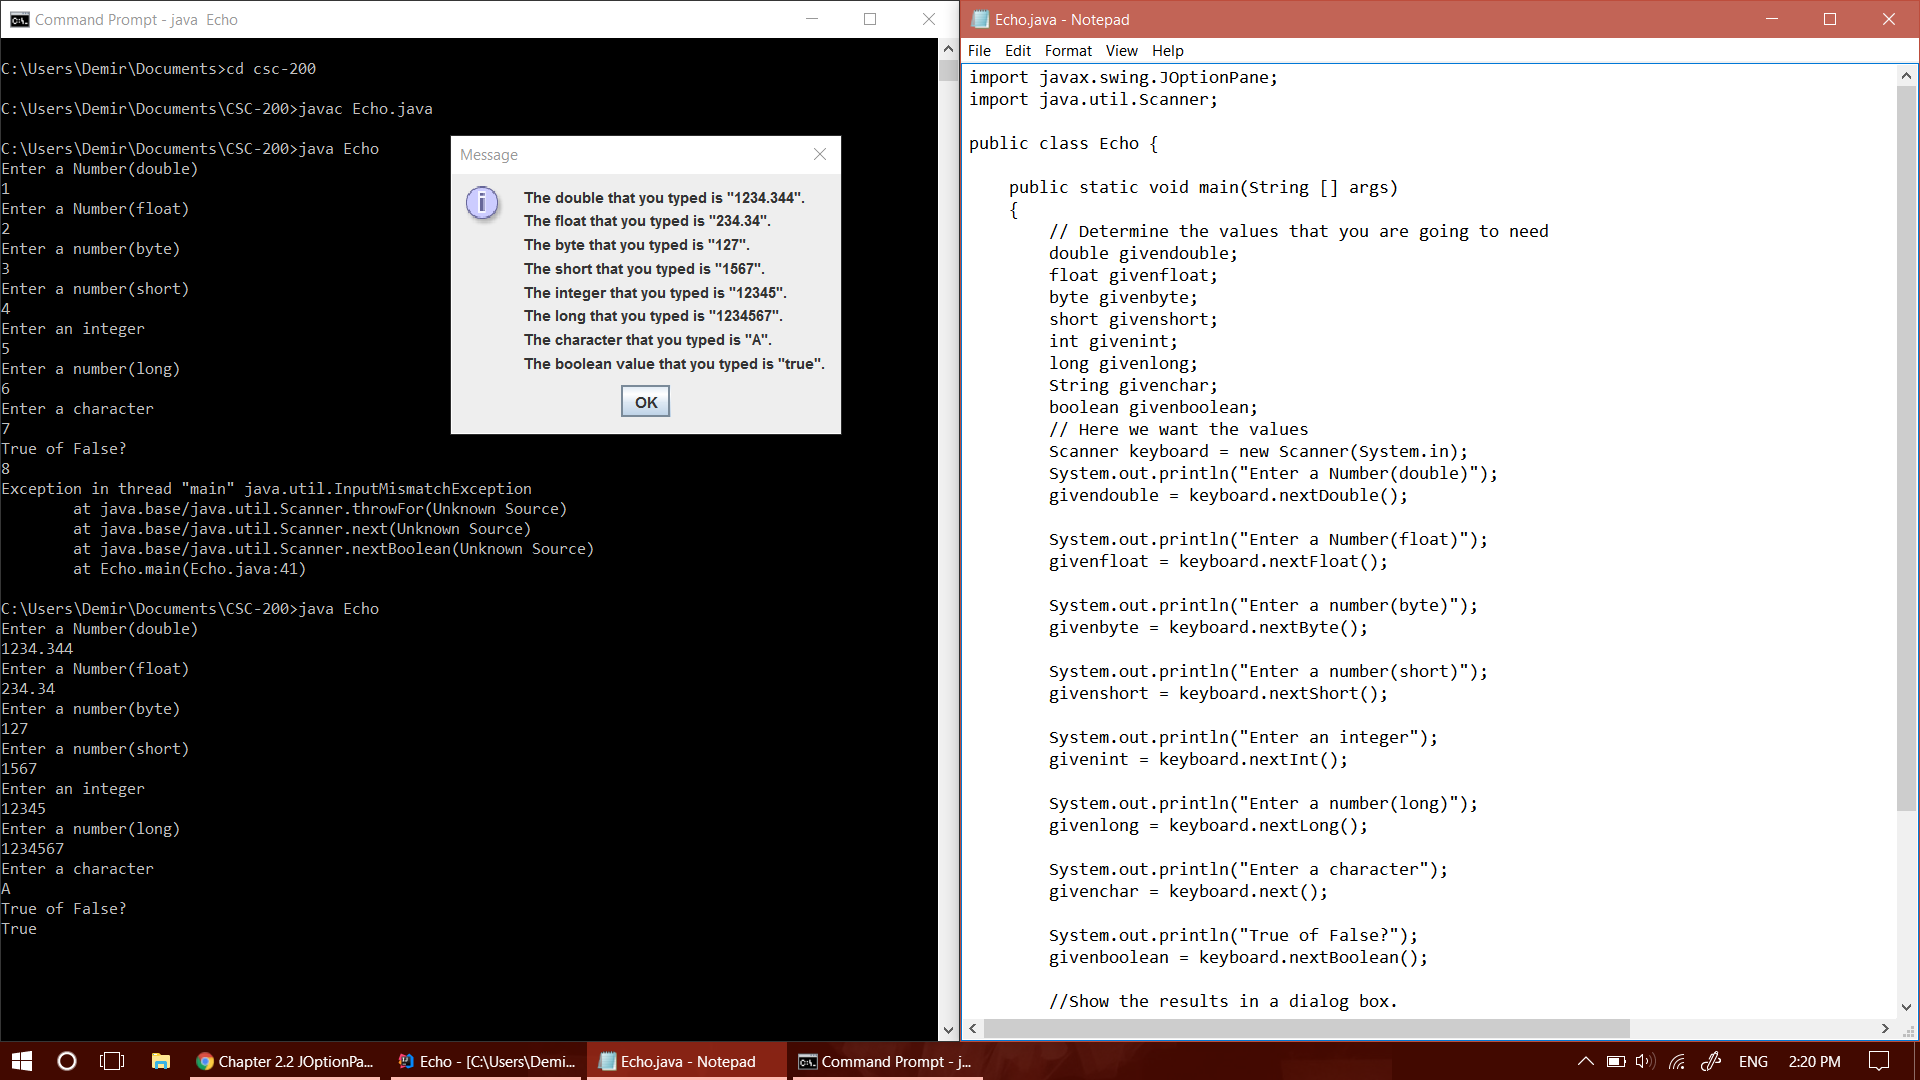 Command Prompt - java  Echo
C:\Users\Demir\Documents>cd csc-200
C:\Users\Demir\Documents\CSC-200>javac Echo.java
C:\Users\Demir\Documents\CSC-200>java Echo
Enter a Number(double)
1
Enter a Number(float)
2
Enter a number(byte)
3
Enter a number(short)
4
Enter an integer
5
Enter a number(long)
6
Enter a character
7
True of False?
8
Exception in thread "main" java.util.InputMismatchException
        at java.base/java.util.Scanner.throwFor(Unknown Source)
        at java.base/java.util.Scanner.next(Unknown Source)
        at java.base/java.util.Scanner.nextBoolean(Unknown Source)
        at Echo.main(Echo.java:41)
C:\Users\Demir\Documents\CSC-200>java Echo
Enter a Number(double)
1234.344
Enter a Number(float)
234.34
Enter a number(byte)
127
Enter a number(short)
1567
Enter an integer
12345
Enter a number(long)
1234567
Enter a character
A
True of False?
True
Message
The double that you typed is "1234.344".
The float that you typed is "234.34".
The byte that you typed is "127".
The short that you typed is "1567".
The integer that you typed is "12345".
The long that you typed is "1234567".
The character that you typed is "A".
The boolean value that you typed is "true".
OK
Echo.java - Notepad
File Edit Format View Help
import javax.swing.JOptionPane;
import java.util.Scanner;
public class Echo {
    public static void main(String [] args)
    {
        // Determine the values that you are going to need
        double givendouble;
        float givenfloat;
        byte givenbyte;
        short givenshort;
        int givenint;
        long givenlong;
        String givenchar;
        boolean givenboolean;
        // Here we want the values
        Scanner keyboard = new Scanner(System.in);
        System.out.println("Enter a Number(double)");
        givendouble = keyboard.nextDouble();
        System.out.println("Enter a Number(float)");
        givenfloat = keyboard.nextFloat();
        System.out.println("Enter a number(byte)");
        givenbyte = keyboard.nextByte();
        System.out.println("Enter a number(short)");
        givenshort = keyboard.nextShort();
        System.out.println("Enter an integer");
        givenint = keyboard.nextInt();
        System.out.println("Enter a number(long)");
        givenlong = keyboard.nextLong();
        System.out.println("Enter a character");
        givenchar = keyboard.next();
        System.out.println("True of False?");
        givenboolean = keyboard.nextBoolean();
        //Show the results in a dialog box.
Chapter 2.2 JOptionPa... Echo - [C:\Users\Demi... Echo.java - Notepad Command Prompt - j... ENG 2:20 PM